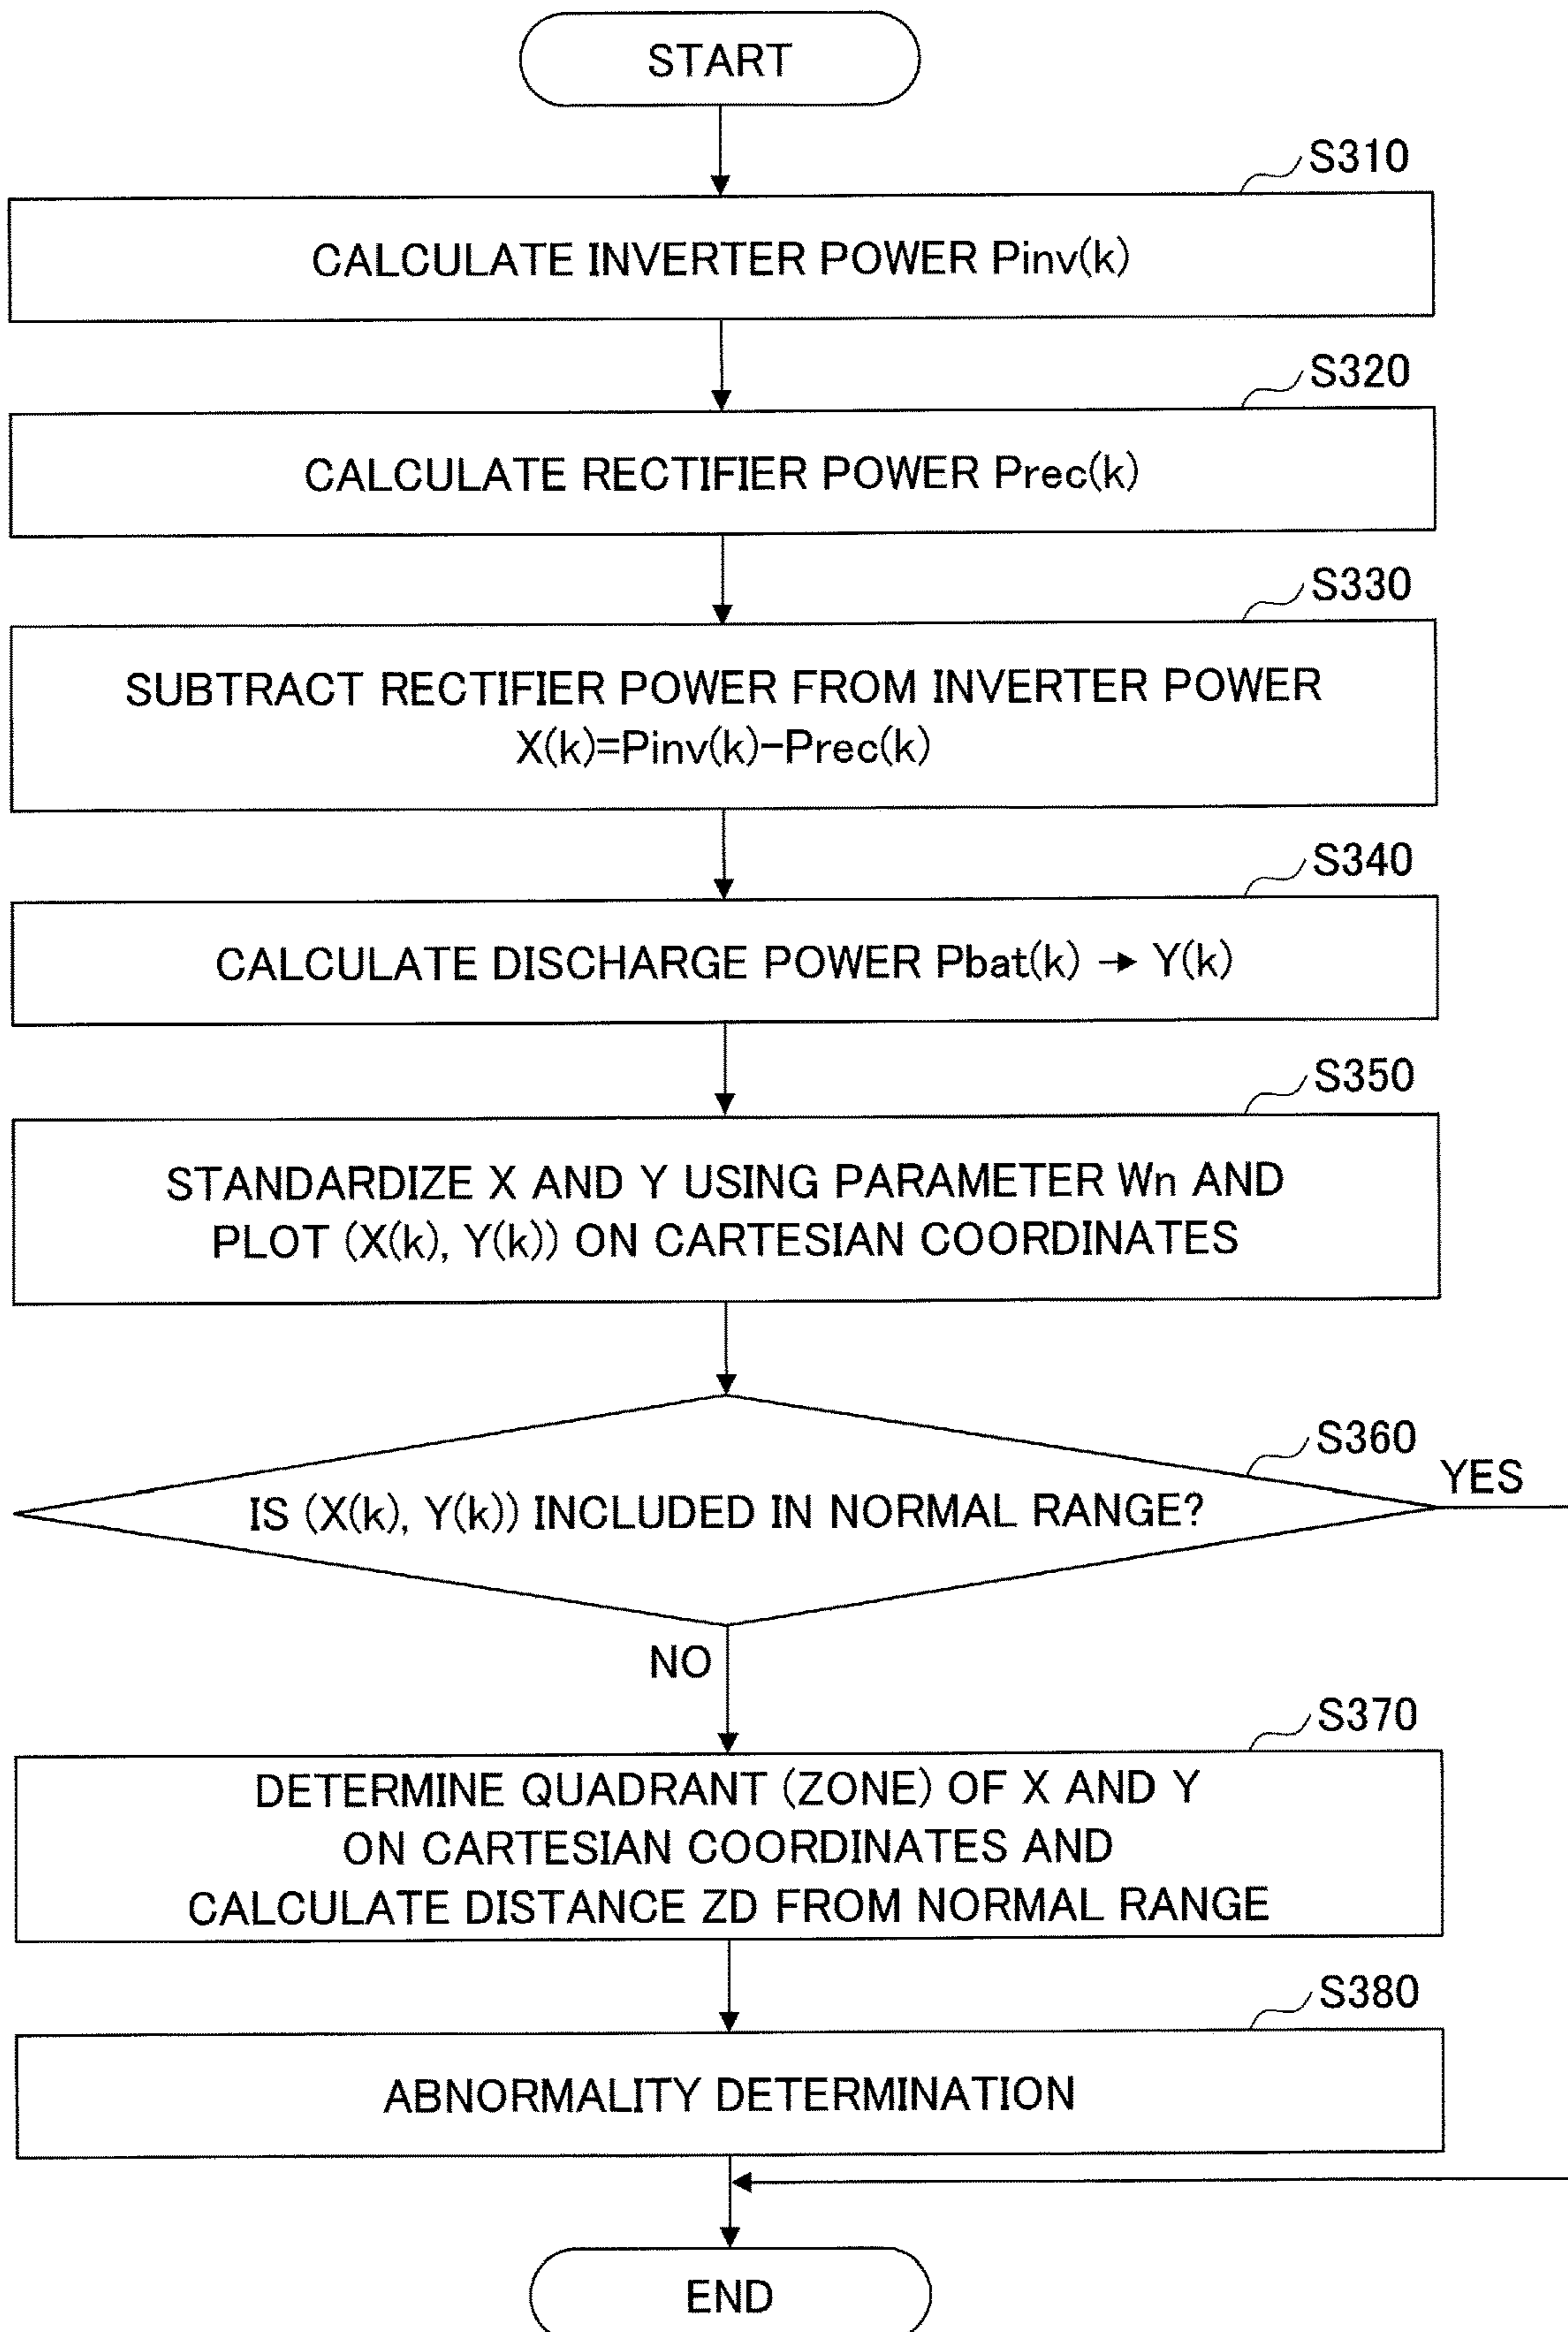 START
S310
CALCULATE INVERTER POWER Pinv(k)
S320
CALCULATE RECTIFIER POWER Prec(k)
S330
SUBTRACT RECTIFIER POWER FROM INVERTER POWER
X(k)=Pinv(k)-Prec(k)
S340
CALCULATE DISCHARGE POWER Pbat(k) → Y(k)
S350
STANDARDIZE X AND Y USING PARAMETER Wn AND
PLOT (X(k), Y(k)) ON CARTESIAN COORDINATES
S360
YES
IS (X(k), Y(k)) INCLUDED IN NORMAL RANGE?
NO
S370
DETERMINE QUADRANT (ZONE) OF X AND Y
ON CARTESIAN COORDINATES AND
CALCULATE DISTANCE ZD FROM NORMAL RANGE
S380
ABNORMALITY DETERMINATION
END